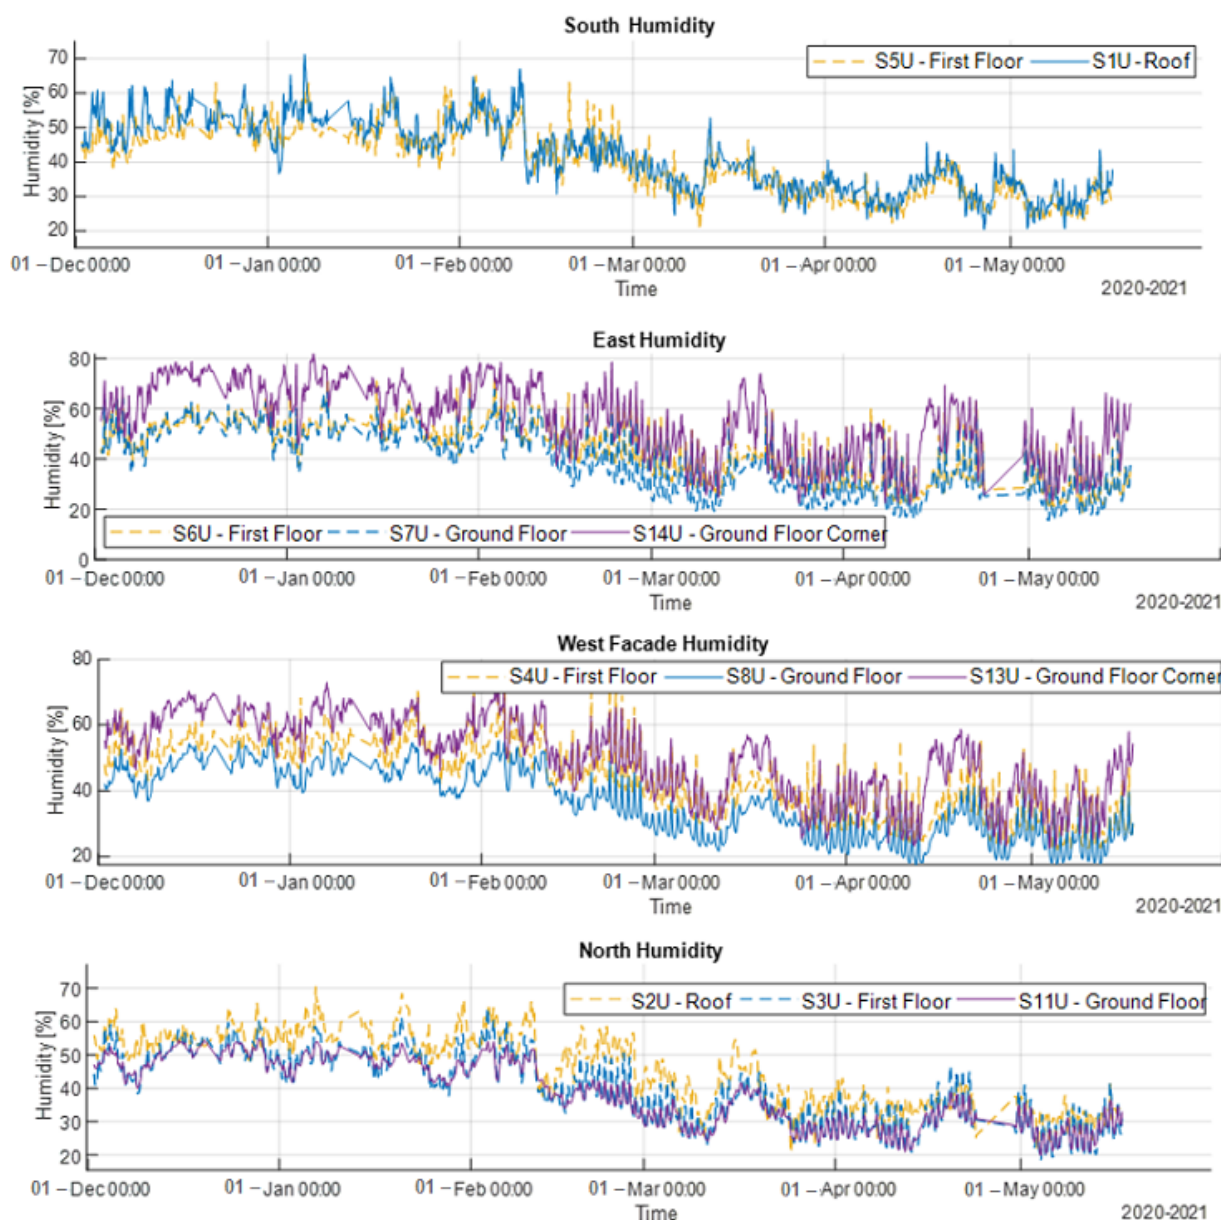 South Humidity
S5U - First Floor S1U - Roof
Humidity [%]
70
60
50
40
30
20
01 – Dec 00:00 01 – Jan 00:00 01 – Feb 00:00 01 – Mar 00:00 01 – Apr 00:00 01 – May 00:00
Time
2020-2021
East Humidity
Humidity [%]
80
60
40
20
0
S6U - First Floor S7U - Ground Floor S14U - Ground Floor Corner
01 – Dec 00:00 01 – Jan 00:00 01 – Feb 00:00 01 – Mar 00:00 01 – Apr 00:00 01 – May 00:00
Time
2020-2021
West Facade Humidity
S4U - First Floor S8U - Ground Floor S13U - Ground Floor Corner
Humidity [%]
80
60
40
20
01 – Dec 00:00 01 – Jan 00:00 01 – Feb 00:00 01 – Mar 00:00 01 – Apr 00:00 01 – May 00:00
Time
2020-2021
North Humidity
S2U - Roof S3U - First Floor S11U - Ground Floor
Humidity [%]
70
60
50
40
30
20
01 – Dec 00:00 01 – Jan 00:00 01 – Feb 00:00 01 – Mar 00:00 01 – Apr 00:00 01 – May 00:00
Time
2020-2021